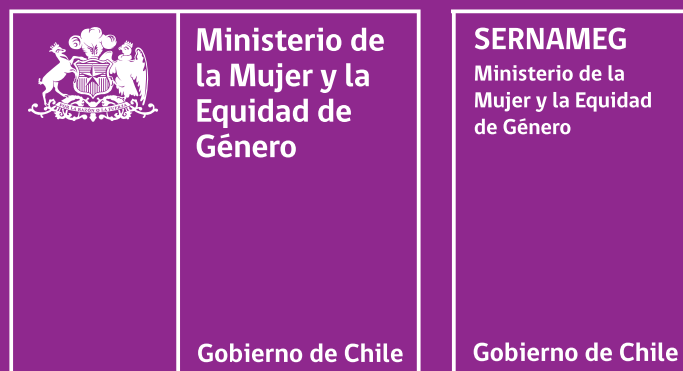 Ministerio de
la Mujer y la
Equidad de
Género
Gobierno de Chile
SERNAMEG
Ministerio de la
Mujer y la Equidad
de Género
Gobierno de Chile